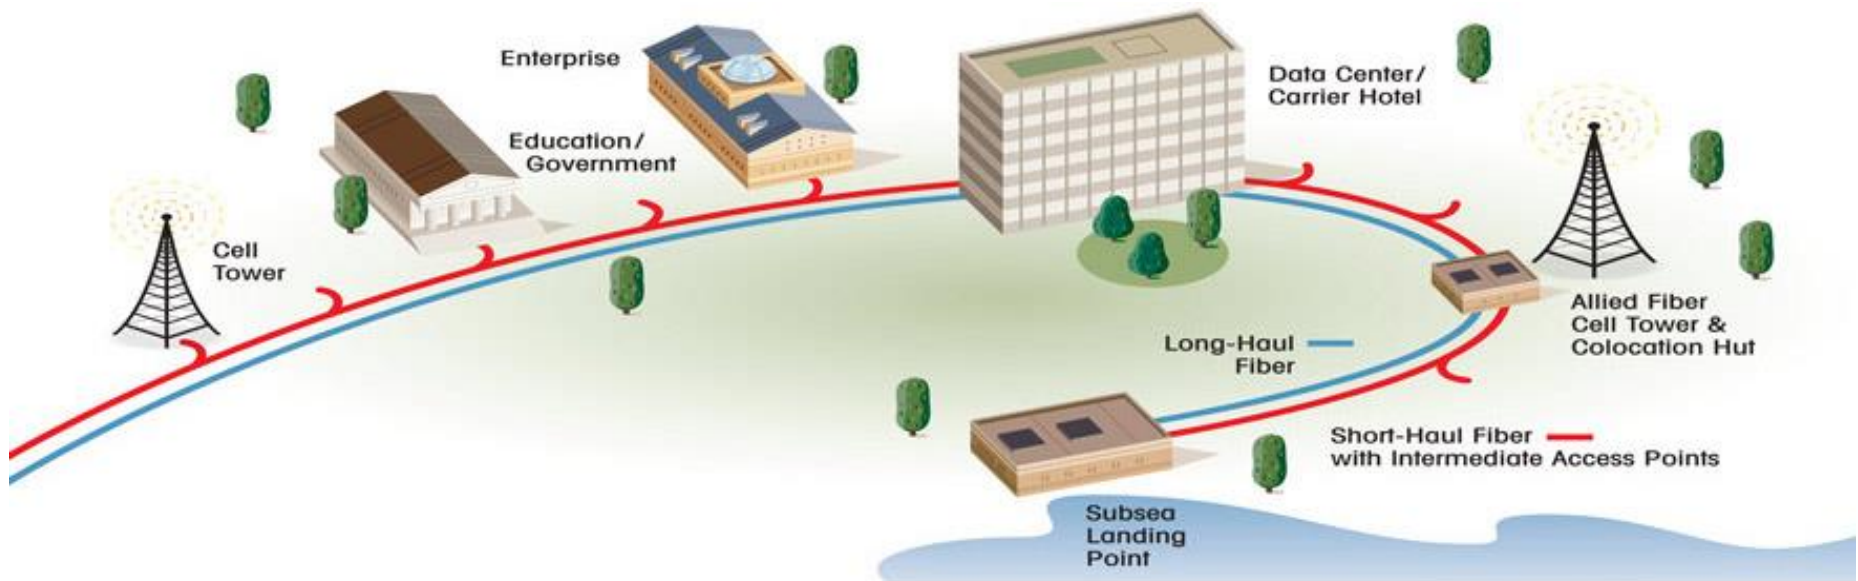 Enterprise
Education/
Government
Cell
Tower
Data Center/
Carrier Hotel
Allied Fiber
Cell Tower &
Colocation Hut
Long-Haul
Fiber
Short-Haul Fiber
with Intermediate Access Points
Subsea
Landing
Point